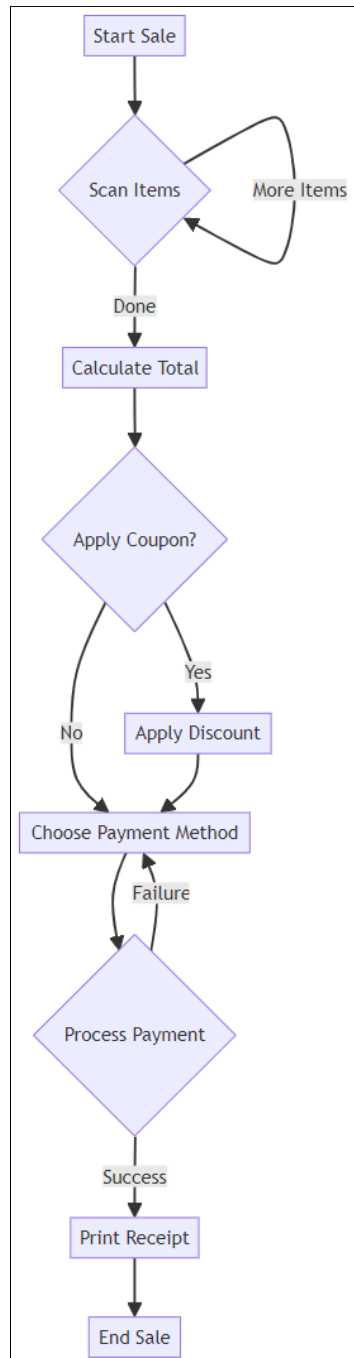 Start Sale
Scan Items
More Items
Done
Calculate Total
Apply Coupon?
Yes
No
Apply Discount
Choose Payment Method
Failure
Process Payment
Success
Print Receipt
End Sale